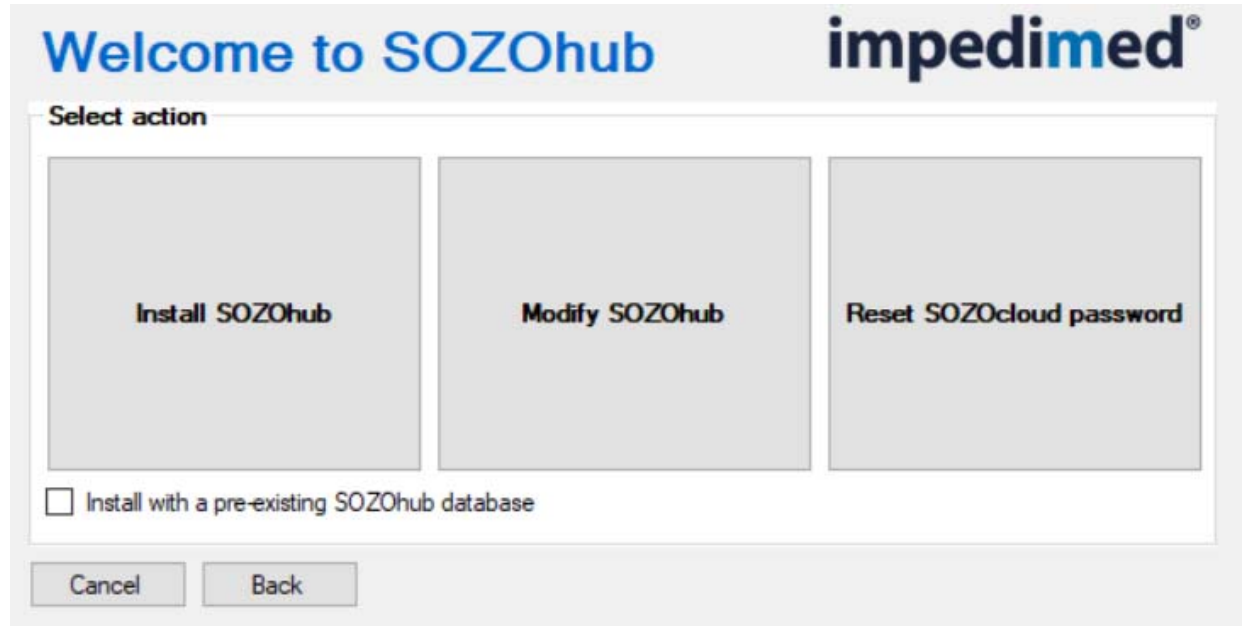 Welcome to SOZOhub
impedimed®
Select action
Install SOZOhub
Modify SOZOhub
Reset SOZOcloud password
Install with a pre-existing SOZOhub database
Cancel
Back